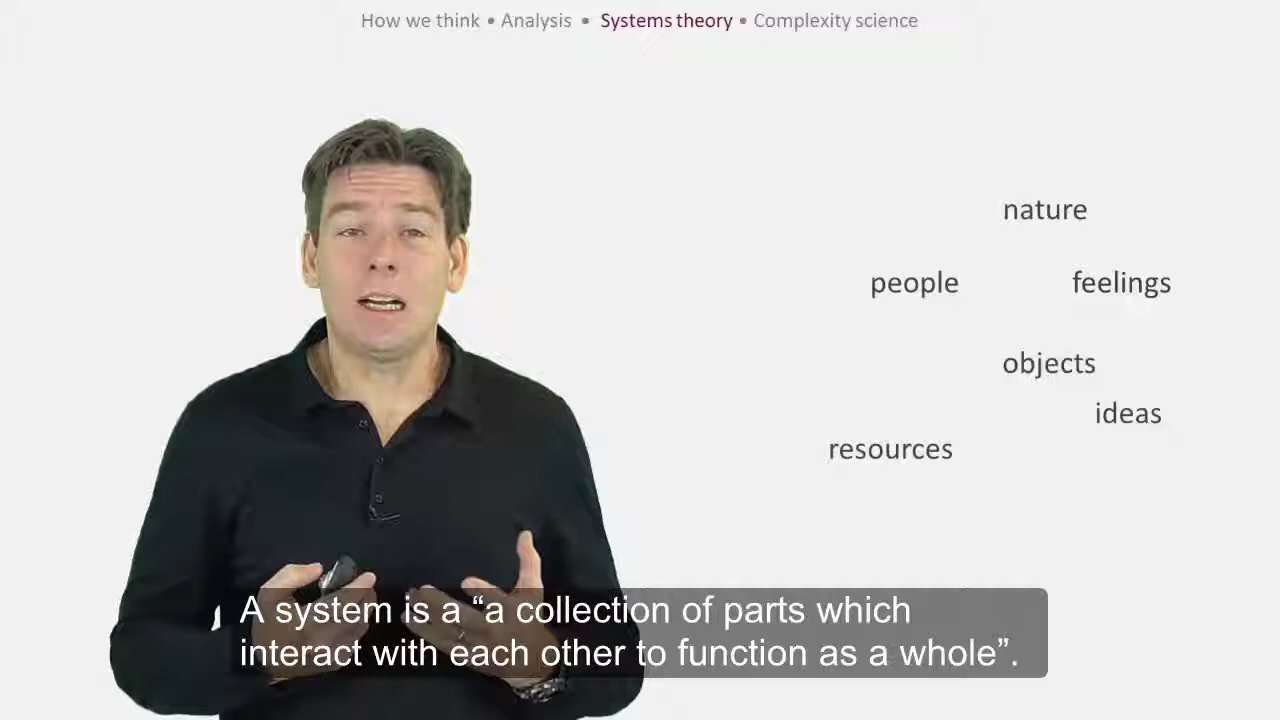 How we think • Analysis • Systems theory • Complexity science
nature
people
feelings
objects
ideas
resources
A system is a “a collection of parts which
interact with each other to function as a whole”.